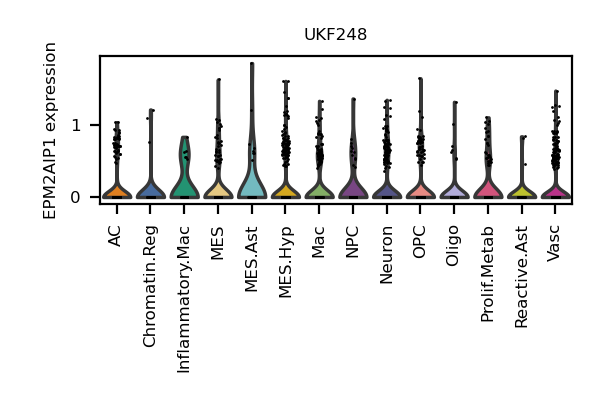 UKF248
EPM2AIP1 expression
1
0
AC
Chromatin.Reg
Inflammatory.Mac
MES
MES.Ast
MES.Hyp
Mac
NPC
Neuron
OPC
Oligo
Prolif.Metab
Reactive.Ast
Vasc